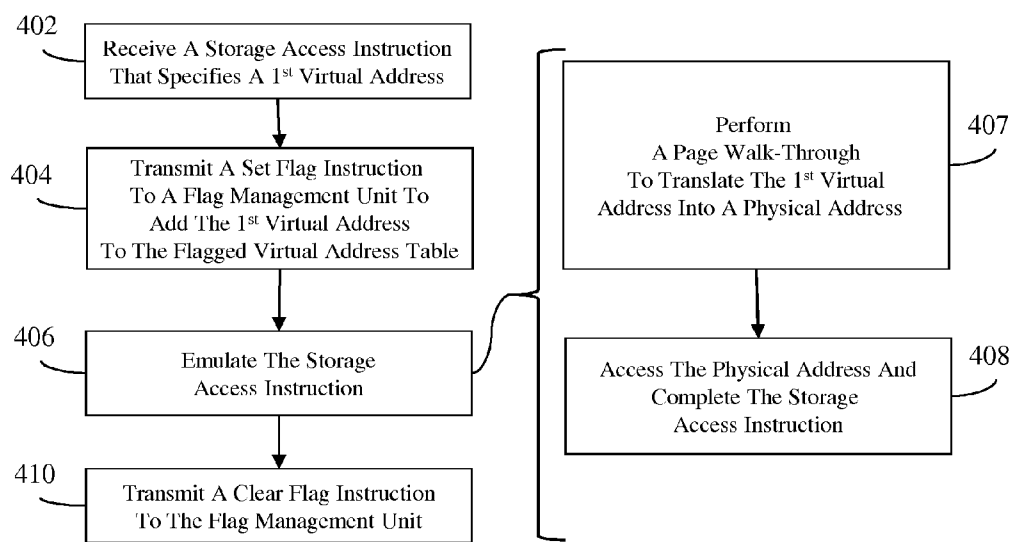 402
Receive A Storage Access Instruction
That Specifies A 1st Virtual Address
404
Transmit A Set Flag Instruction
To A Flag Management Unit To
Add The 1st Virtual Address
To The Flagged Virtual Address Table
406
Emulate The Storage
Access Instruction
410
Transmit A Clear Flag Instruction
To The Flag Management Unit
407
Perform
A Page Walk-Through
To Translate The 1st Virtual
Address Into A Physical Address
408
Access The Physical Address And
Complete The Storage
Access Instruction